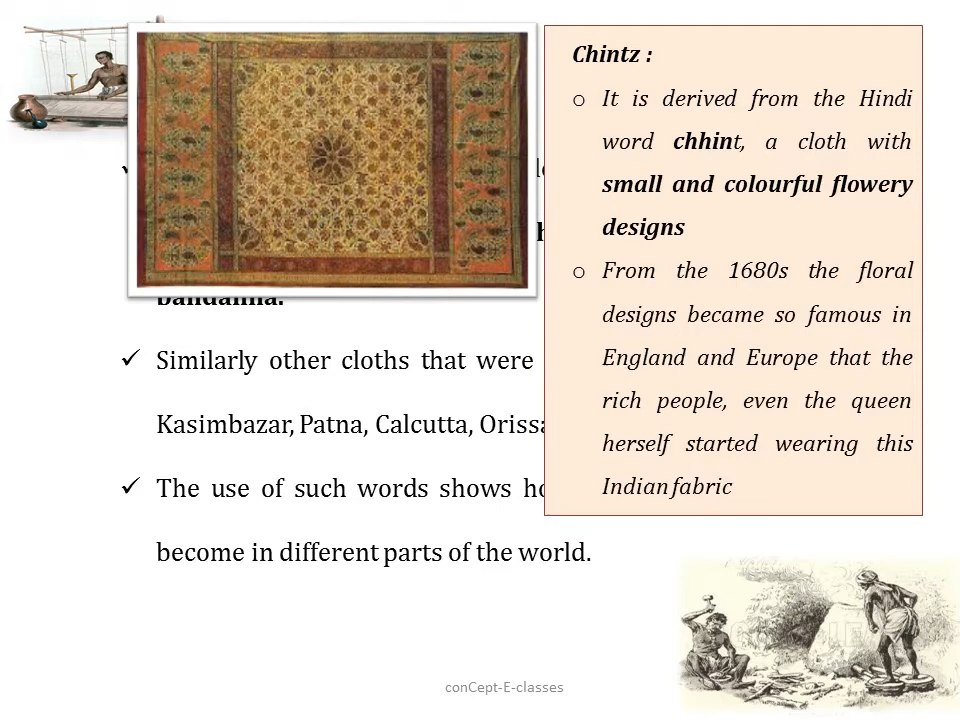 Chintz :
o It is derived from the Hindi
word chhint, a cloth with
small and colourful flowery
designs
o From the 1680s the floral
designs became so famous in
England and Europe that the
rich people, even the queen
herself started wearing this
Indian fabric
bandanna.
✓ Similarly other cloths that were
Kasimbazar, Patna, Calcutta, Orissa
✓ The use of such words shows
become in different parts of the world.
conCept-E-classes